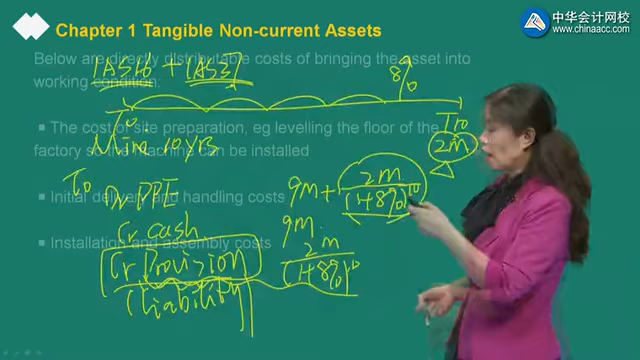 Chapter 1 Tangible Non-current Assets
中华会计网校
www.chinaacc.com
Below are directly distributable costs of bringing the asset into
working condition:
IAS16 + IAS37
8%
T0
T10
■ The cost of site preparation, eg levelling the floor of the
factory so the machine can be installed
Mine 10yrs
2m
T0
Dr PPE
9m + 2m/(1+8%)^10
■ Initial delivery and handling costs
Cr cash
9m
■ Installation and assembly costs
Cr Provision
2m/(1+8%)^10
(liability)